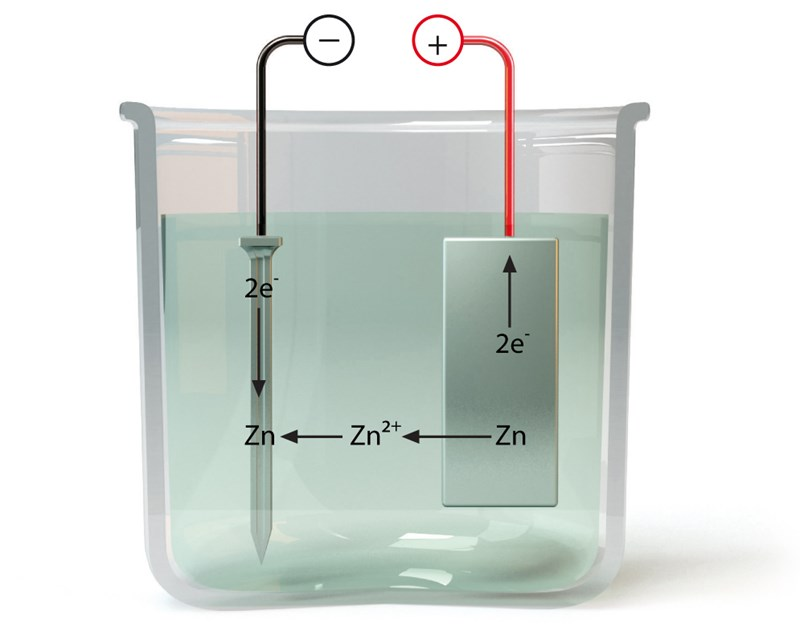 − +
2e⁻
2e⁻
Zn Zn²⁺ Zn